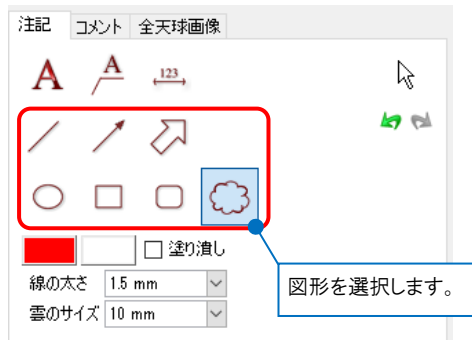 注記 コメント 全天球画像
A A 123
塗り潰し
線の太さ 1.5 mm
図形を選択します。
雲のサイズ 10 mm